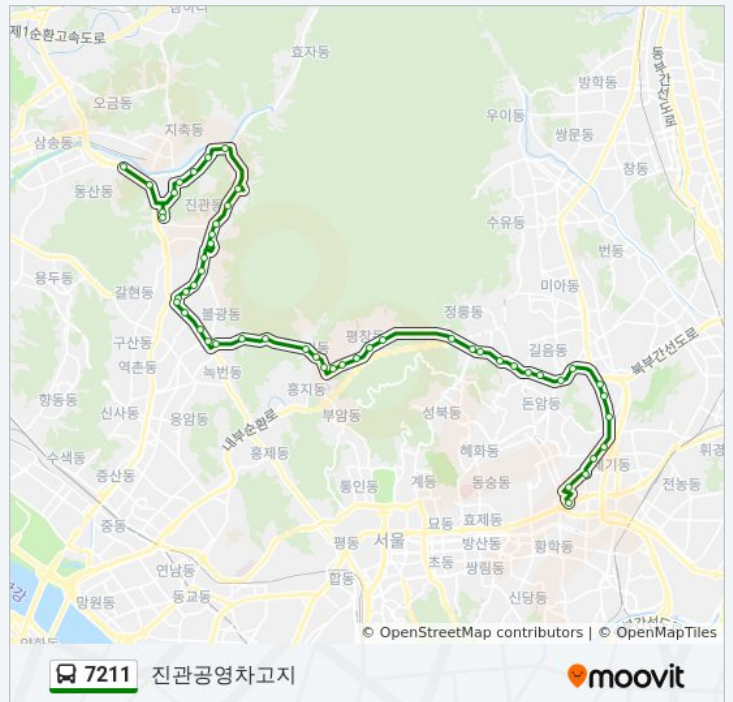 제1순환고속도로
효자동
동부간선도로
방학동
오금동
우이동
지축동
쌍문동
삼송동
창동
동산동
진관동
수유동
번동
용두동
미아동
갈현동
불광동
정릉동
평창동
길음동
북부간선도로
구산동
역촌동
녹번동
홍지동
향동동
신사동
응암동
부암동
성북동
돈암동
내부순환로
홍제동
혜화동
수색동
제기동
휘경
증산동
통인동
계동
동숭동
전농동
중동
묘동
효제동
평동
서울
방산동
황학동
초동
쌍림동
연남동
합동
망원동
동교동
신당동
© OpenStreetMap contributors | © OpenMapTiles
7211 진관공영차고지
moovit